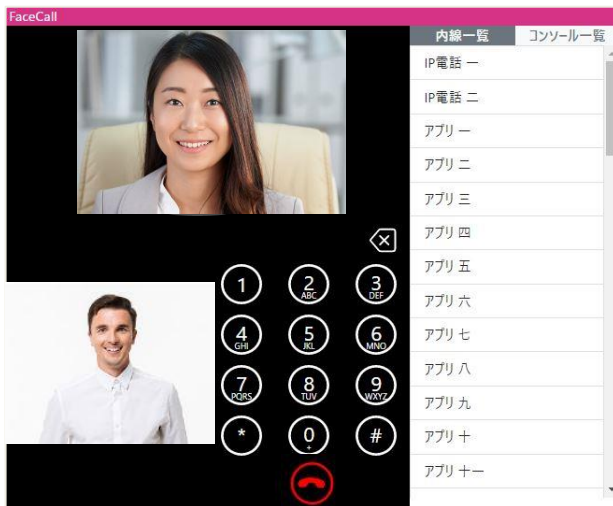 FaceCall
内線一覧 コンソール一覧
IP電話 一
IP電話 二
アプリ 一
アプリ 二
アプリ 三
アプリ 四
アプリ 五
アプリ 六
アプリ 七
アプリ 八
アプリ 九
アプリ 十
アプリ 十一
1 2 3
ABC DEF
4 5 6
GHI JKL MNO
7 8 9
PQRS TUV WXYZ
* 0 #
+